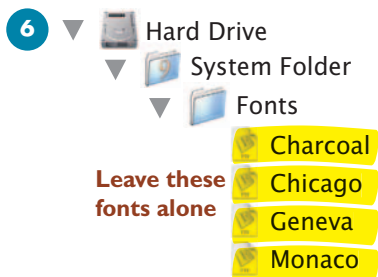 6 Hard Drive
System Folder
Fonts
Charcoal
Leave these Chicago
fonts alone Geneva
Monaco